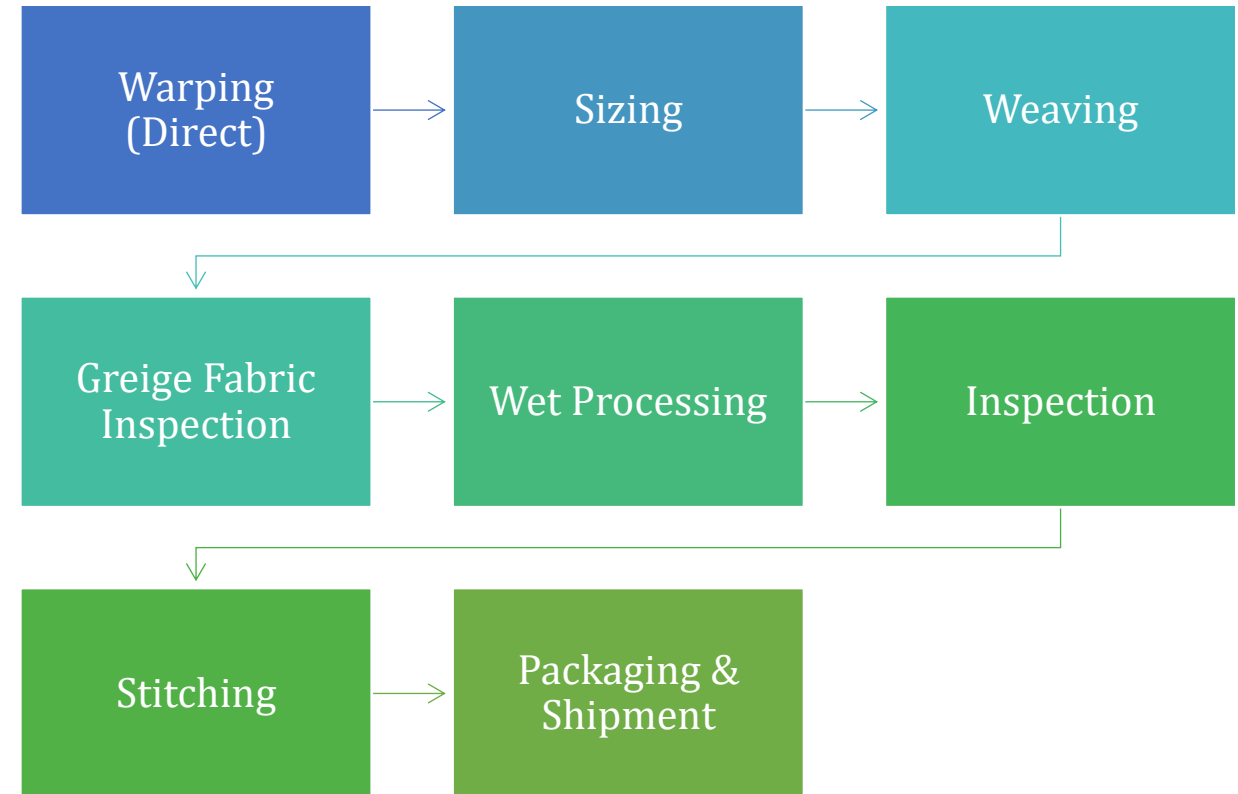 Warping
(Direct)
Sizing
Weaving
Greige Fabric
Inspection
Wet Processing
Inspection
Stitching
Packaging &
Shipment